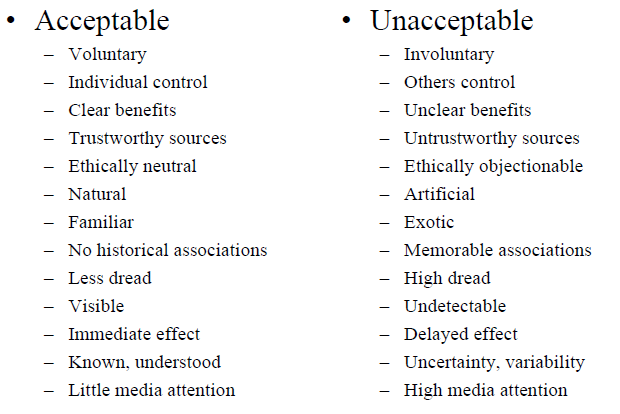 • Acceptable
– Voluntary
– Individual control
– Clear benefits
– Trustworthy sources
– Ethically neutral
– Natural
– Familiar
– No historical associations
– Less dread
– Visible
– Immediate effect
– Known, understood
– Little media attention
• Unacceptable
– Involuntary
– Others control
– Unclear benefits
– Untrustworthy sources
– Ethically objectionable
– Artificial
– Exotic
– Memorable associations
– High dread
– Undetectable
– Delayed effect
– Uncertainty, variability
– High media attention